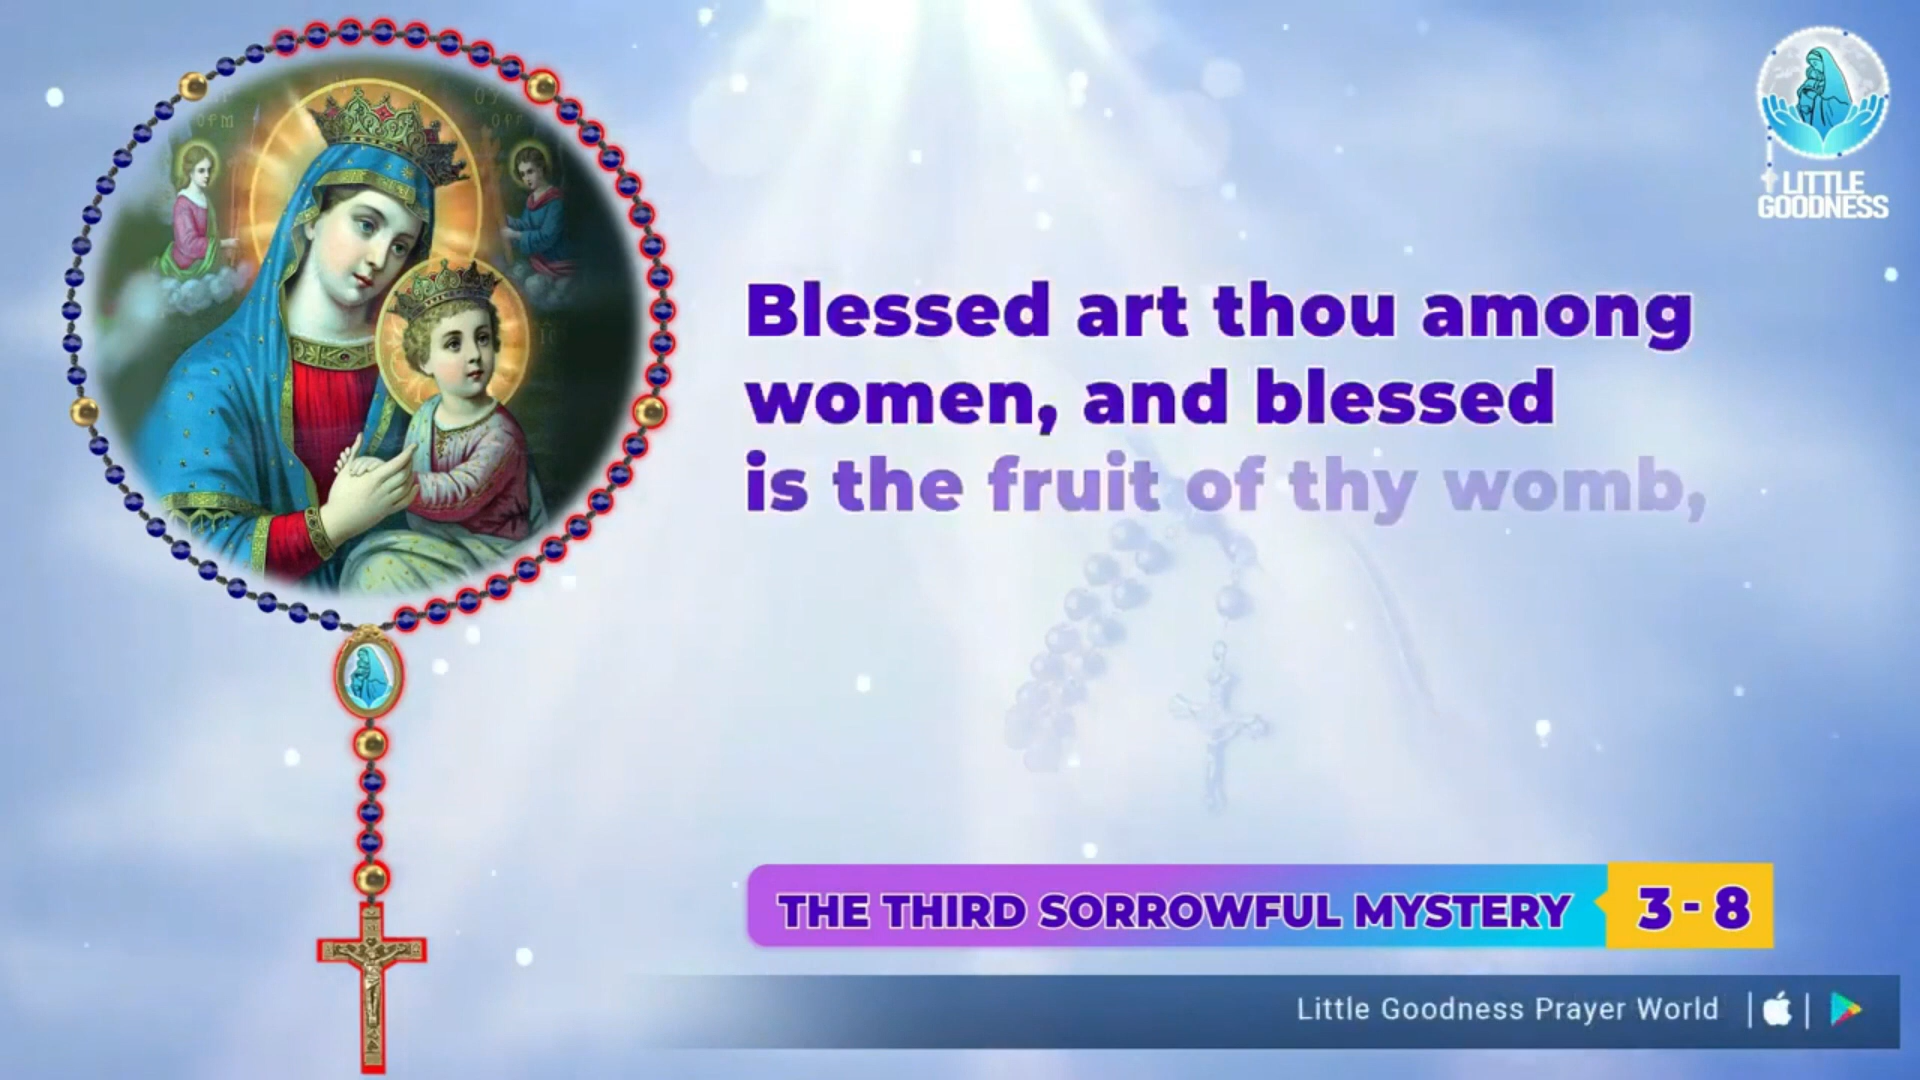 LITTLE
GOODNESS
Blessed art thou among
women, and blessed
is the fruit of thy womb,
THE THIRD SORROWFUL MYSTERY 3 - 8
Little Goodness Prayer World